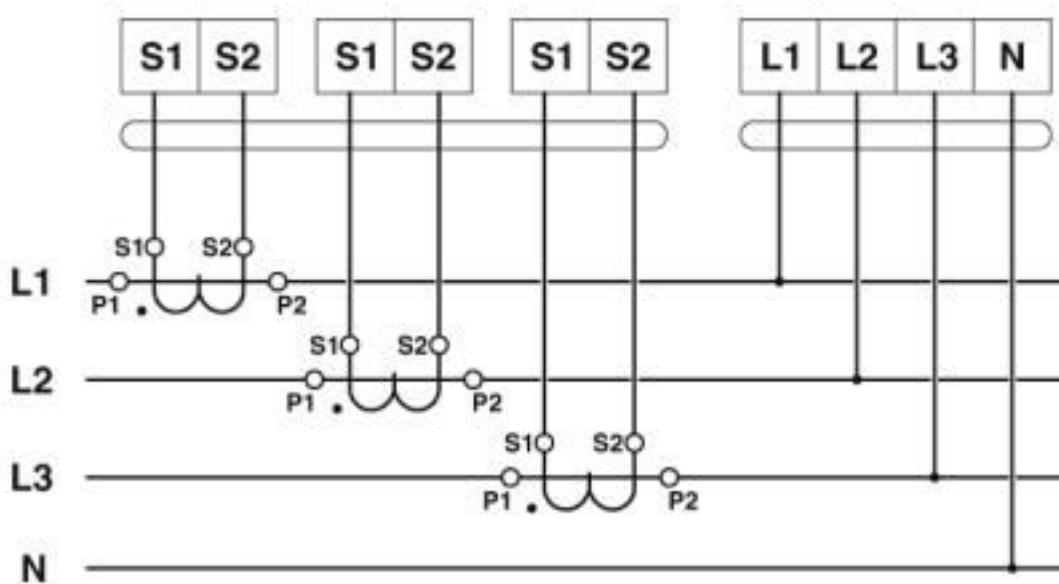 S1 S2 S1 S2 S1 S2 L1 L2 L3 N
S1 S2
L1
P1 P2
S1 S2
L2
P1 P2
S1 S2
L3
P1 P2
N